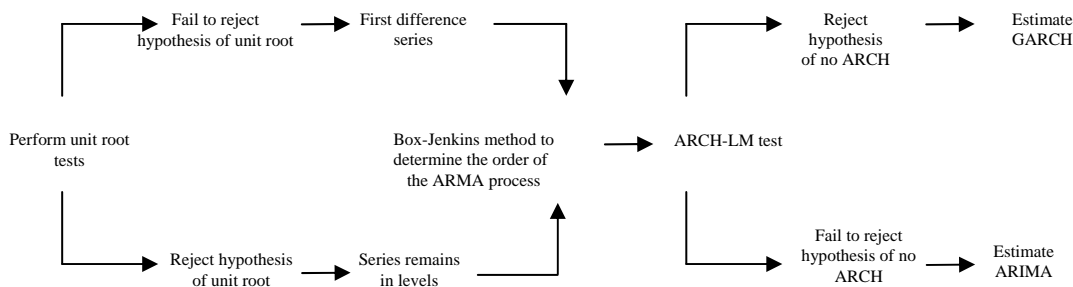 Fail to reject
hypothesis of unit root
First difference
series
Reject
hypothesis
of no ARCH
Estimate
GARCH
Perform unit root
tests
Box-Jenkins method to
determine the order of
the ARMA process
ARCH-LM test
Reject hypothesis
of unit root
Series remains
in levels
Fail to reject
hypothesis of no
ARCH
Estimate
ARIMA